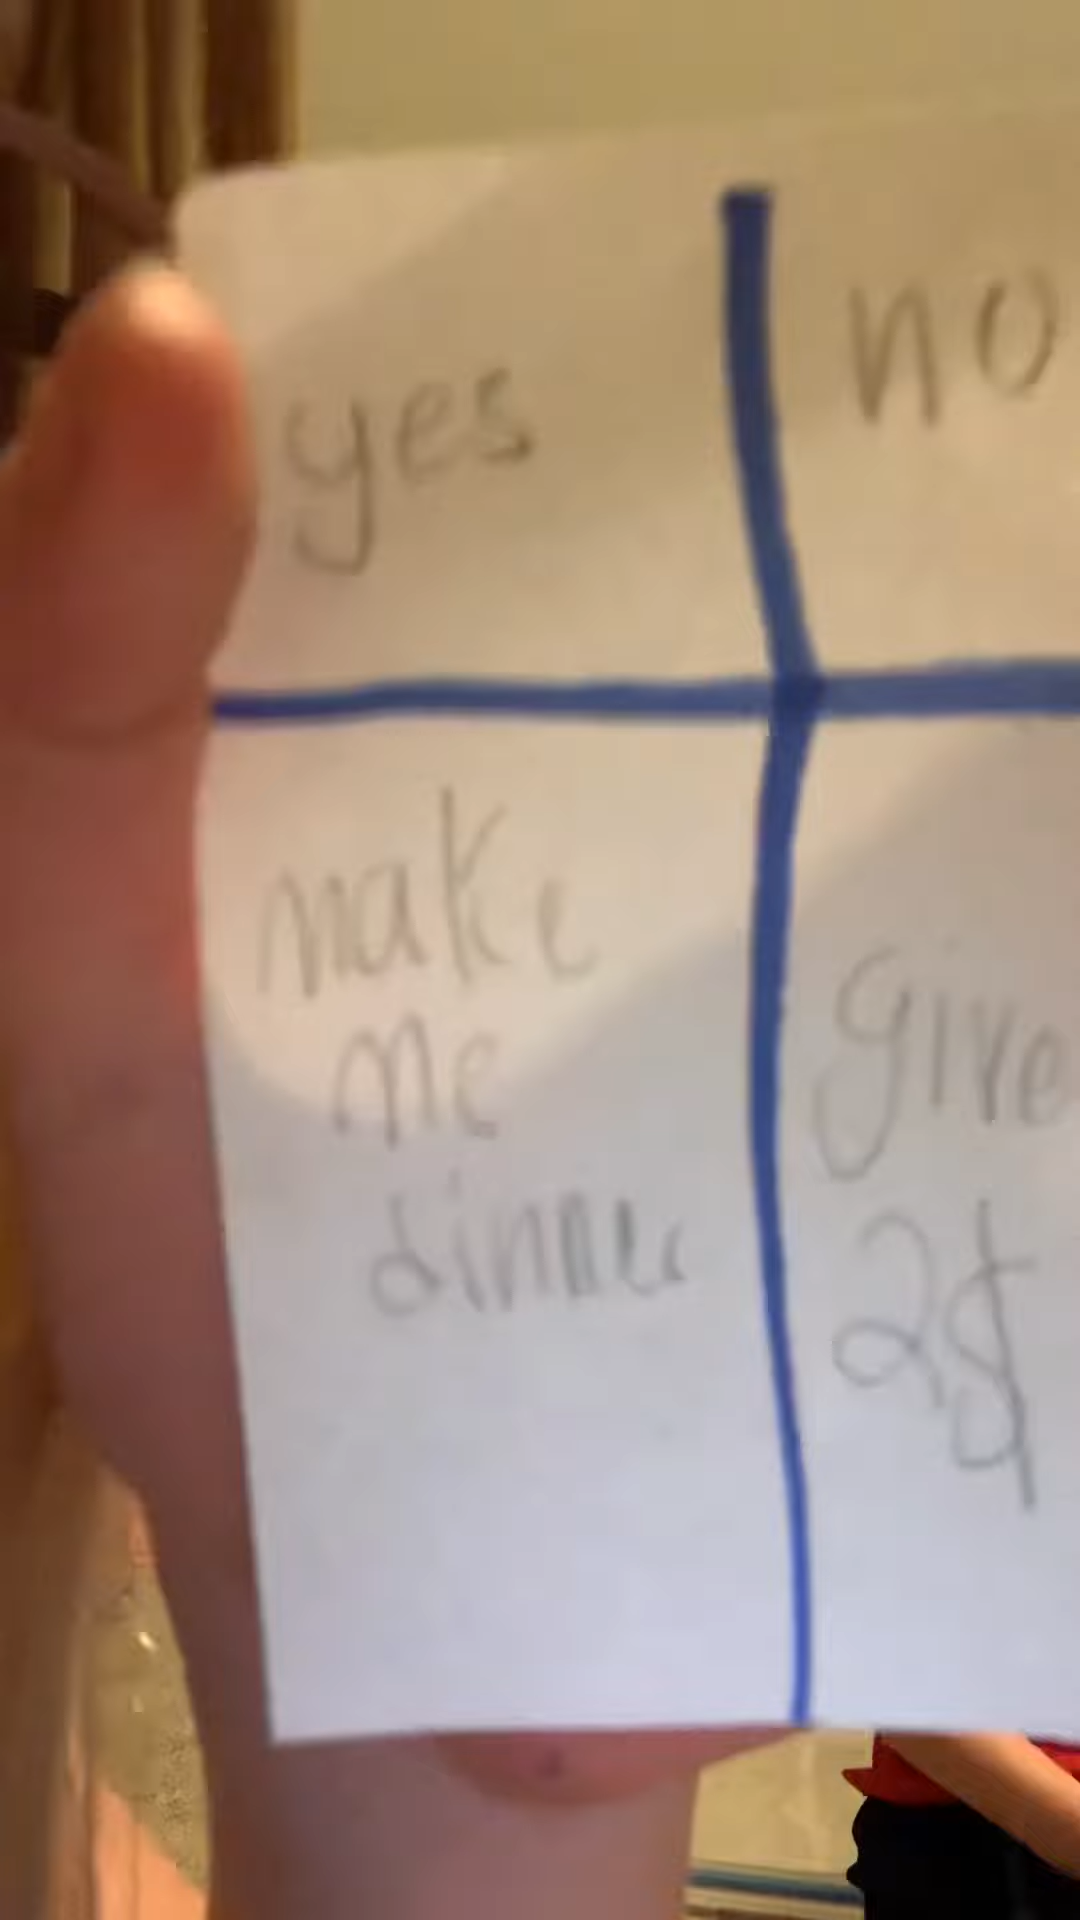 yes
no
make
me
dinner
give
2$